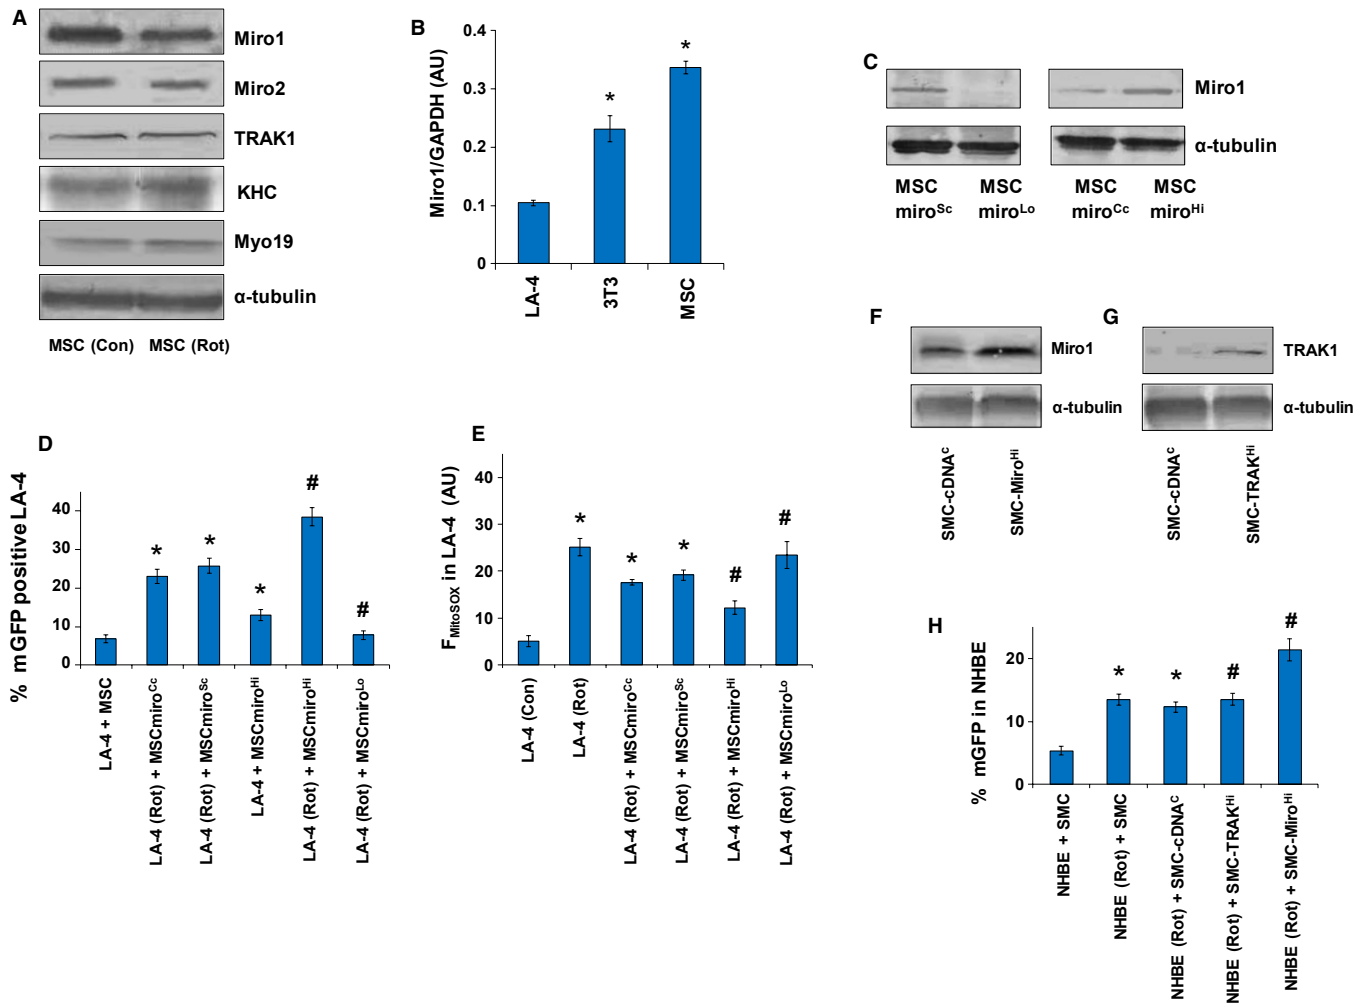 A
Miro1
Miro2
TRAK1
KHC
Myo19
α-tubulin
MSC (Con) MSC (Rot)
B
Miro1/GAPDH (AU)
0.4
0.3
0.2
0.1
0
LA-4
3T3
MSC
*
*
C
Miro1
α-tubulin
MSC miroSc
MSC miroLo
MSC miroCc
MSC miroHi
D
% mGFP positive LA-4
40
30
20
10
0
*
*
*
#
#
LA-4 + MSC
LA-4 (Rot) + MSCmiroCc
LA-4 (Rot) + MSCmiroSc
LA-4 + MSCmiroHi
LA-4 (Rot) + MSCmiroHi
LA-4 (Rot) + MSCmiroLo
E
FMitoSOX in LA-4 (AU)
40
30
20
10
0
*
*
*
#
#
LA-4 (Con)
LA-4 (Rot)
LA-4 (Rot) + MSCmiroCc
LA-4 (Rot) + MSCmiroSc
LA-4 (Rot) + MSCmiroHi
LA-4 (Rot) + MSCmiroLo
F
Miro1
α-tubulin
SMC-cDNAc
SMC-MiroHi
G
TRAK1
α-tubulin
SMC-cDNAc
SMC-TRAKHi
H
% mGFP in NHBE
20
10
0
*
*
#
#
NHBE + SMC
NHBE (Rot) + SMC
NHBE (Rot) + SMC-cDNAc
NHBE (Rot) + SMC-TRAKHi
NHBE (Rot) + SMC-MiroHi